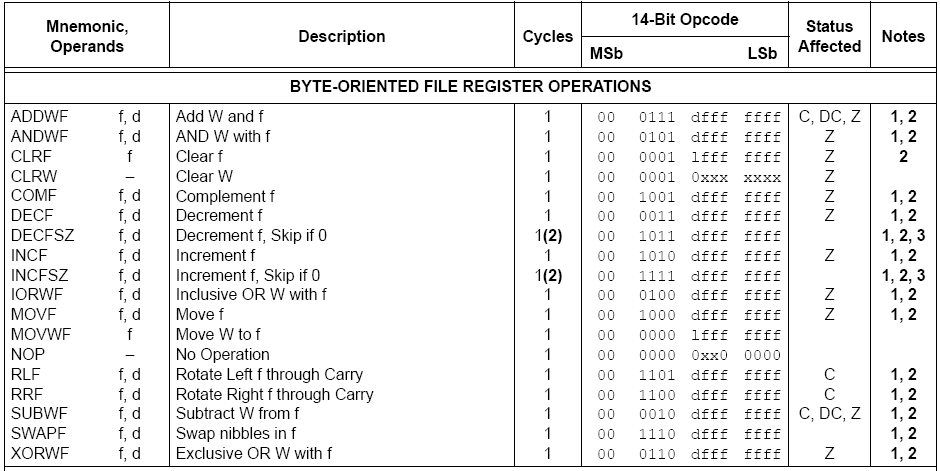 Mnemonic, Operands Description Cycles 14-Bit Opcode Status Affected Notes
MSb LSb
BYTE-ORIENTED FILE REGISTER OPERATIONS
ADDWF f, d Add W and f 1 00 0111 dfff ffff C, DC, Z 1, 2
ANDWF f, d AND W with f 1 00 0101 dfff ffff Z 1, 2
CLRF f Clear f 1 00 0001 lfff ffff Z 2
CLRW – Clear W 1 00 0001 0xxx xxxx Z
COMF f, d Complement f 1 00 1001 dfff ffff Z 1, 2
DECF f, d Decrement f 1 00 0011 dfff ffff Z 1, 2
DECFSZ f, d Decrement f, Skip if 0 1(2) 00 1011 dfff ffff 1, 2, 3
INCF f, d Increment f 1 00 1010 dfff ffff Z 1, 2
INCFSZ f, d Increment f, Skip if 0 1(2) 00 1111 dfff ffff 1, 2, 3
IORWF f, d Inclusive OR W with f 1 00 0100 dfff ffff Z 1, 2
MOVF f, d Move f 1 00 1000 dfff ffff Z 1, 2
MOVWF f Move W to f 1 00 0000 lfff ffff
NOP – No Operation 1 00 0000 0xx0 0000
RLF f, d Rotate Left f through Carry 1 00 1101 dfff ffff C 1, 2
RRF f, d Rotate Right f through Carry 1 00 1100 dfff ffff C 1, 2
SUBWF f, d Subtract W from f 1 00 0010 dfff ffff C, DC, Z 1, 2
SWAPF f, d Swap nibbles in f 1 00 1110 dfff ffff 1, 2
XORWF f, d Exclusive OR W with f 1 00 0110 dfff ffff Z 1, 2